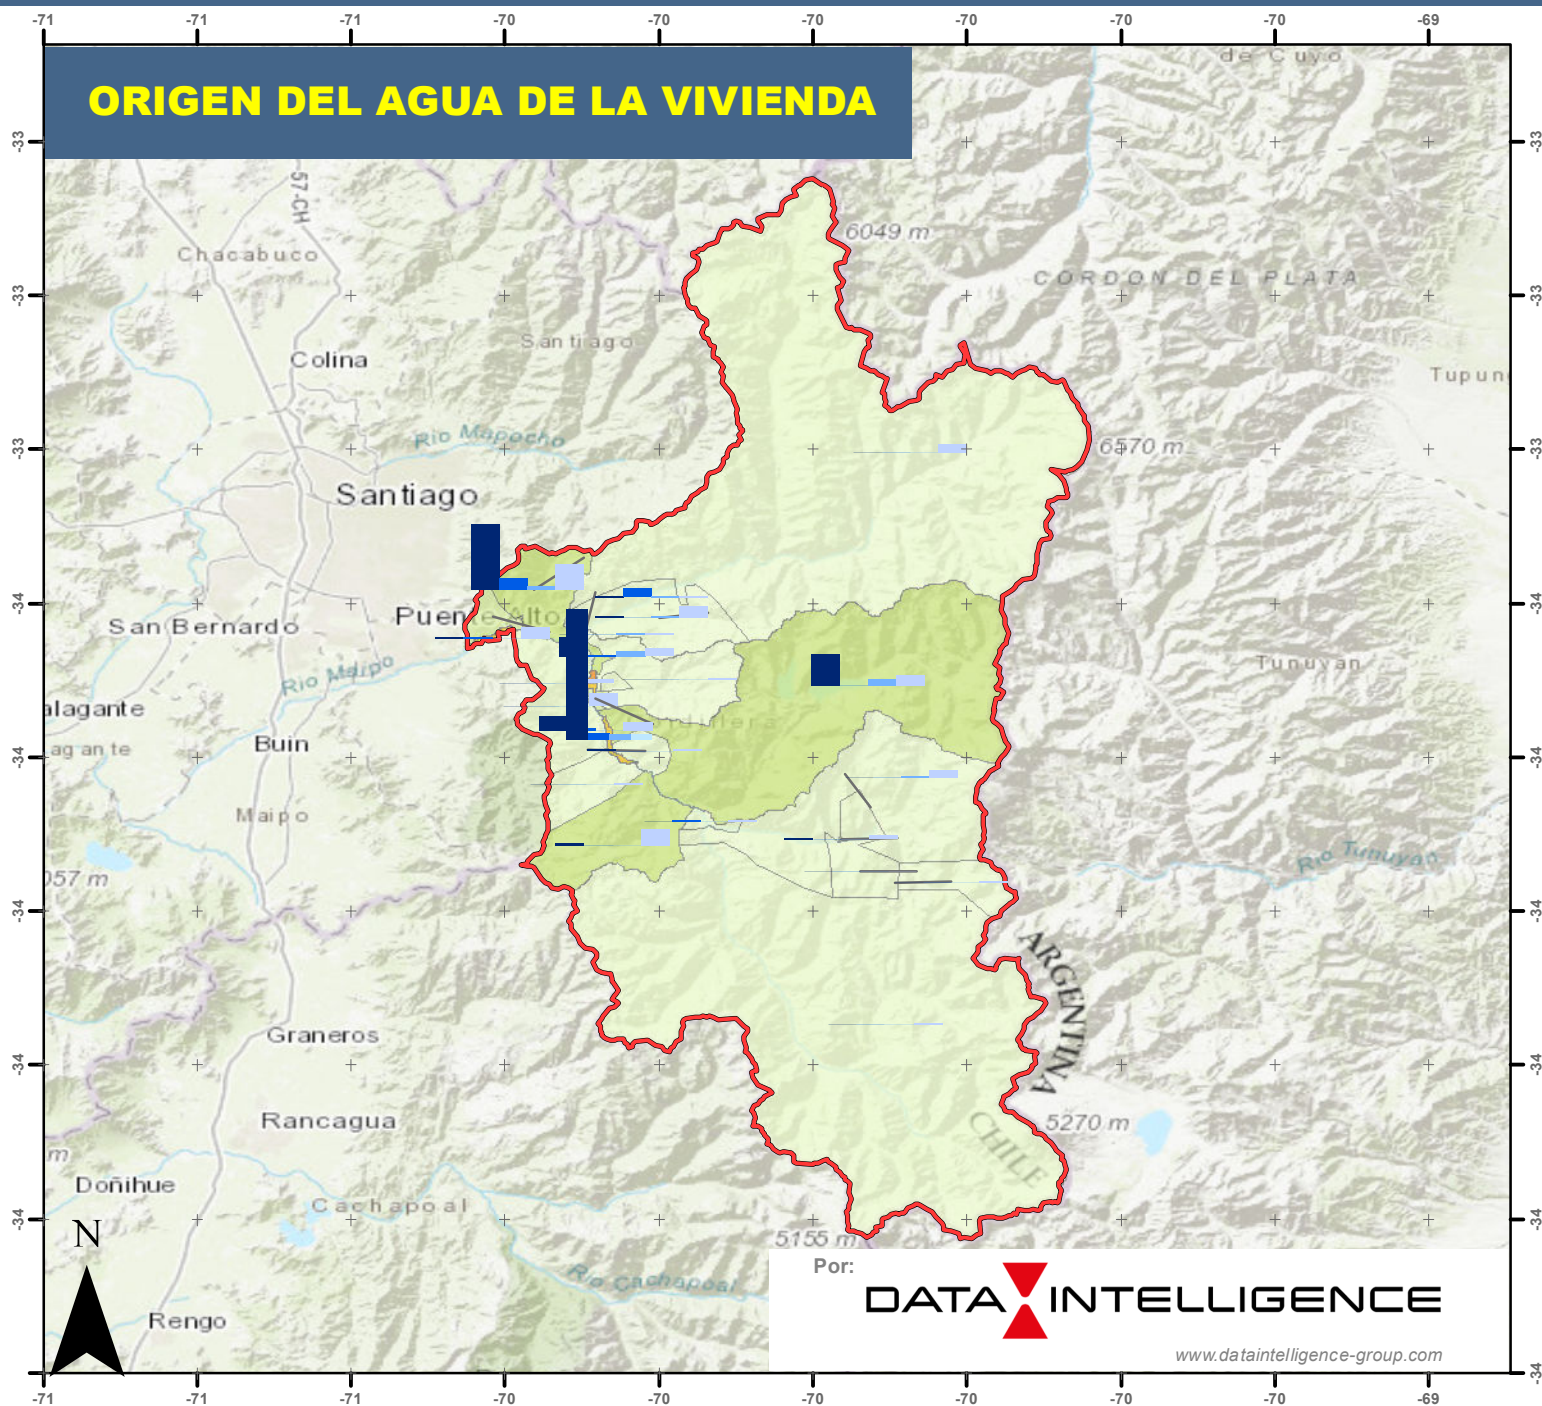 -71 -71 -71 -70 -70 -70 -70 -70 -70 -69
de Cuyo
ORIGEN DEL AGUA DE LA VIVIENDA
-33 -33
57-CH
6049 m
Chacabuco
CORDON DEL PLATA
-33 -33
Santiago
Colina
Tupun
Rio Mapocho
6570 m
-33 -33
Santiago
-34 -34
Puente Alto
San Bernardo
Tunuyan
Rio Maipo
alagante
dillera
Buin
agante
-34 -34
Maipo
Rio Tunuyan
057 m
-34 -34
ARGENTINA
Graneros
-34 -34
Rancagua
5270 m
CHILE
m
Doñihue
Cachapoal
-34 -34
N
5155 m
Por:
Rio Cachapoal
DATA INTELLIGENCE
Rengo
www.dataintelligence-group.com
-34
-71 -71 -71 -70 -70 -70 -70 -70 -70 -69